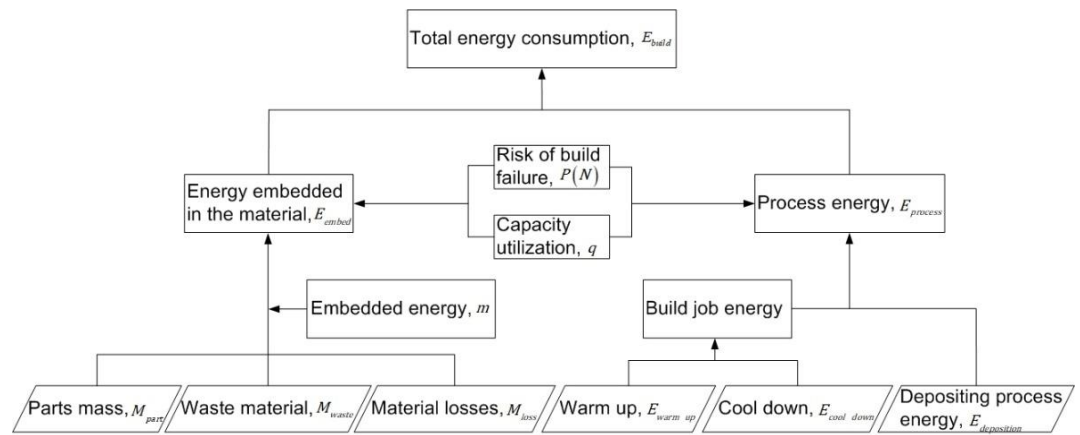 Total energy consumption, E_build
Risk of build
failure, P(N)
Energy embedded
in the material, E_embed
Process energy, E_process
Capacity
utilization, q
Embedded energy, m
Build job energy
Parts mass, M_part
Waste material, M_waste
Material losses, M_loss
Warm up, E_warm up
Cool down, E_cool down
Depositing process
energy, E_deposition